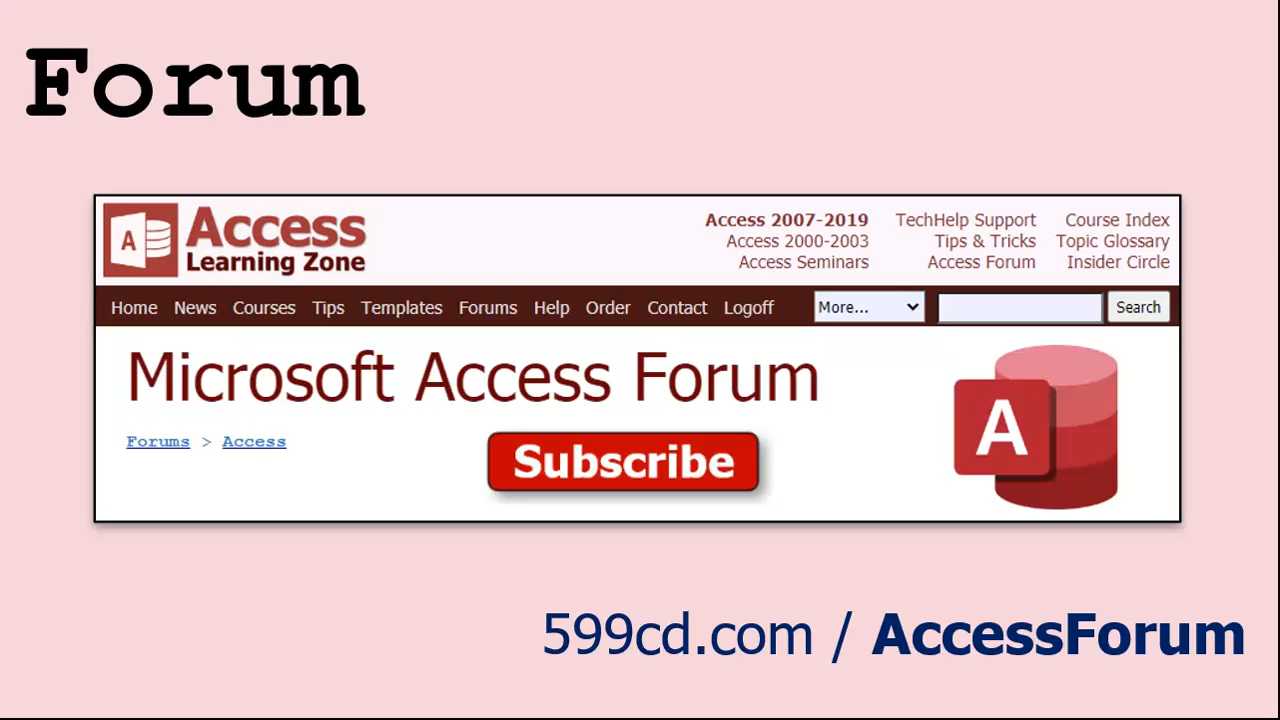 Forum
A Access
Learning Zone
Access 2007-2019 TechHelp Support Course Index
Access 2000-2003 Tips & Tricks Topic Glossary
Access Seminars Access Forum Insider Circle
Home News Courses Tips Templates Forums Help Order Contact Logoff More... Search
Microsoft Access Forum
A
Forums > Access
Subscribe
599cd.com / AccessForum